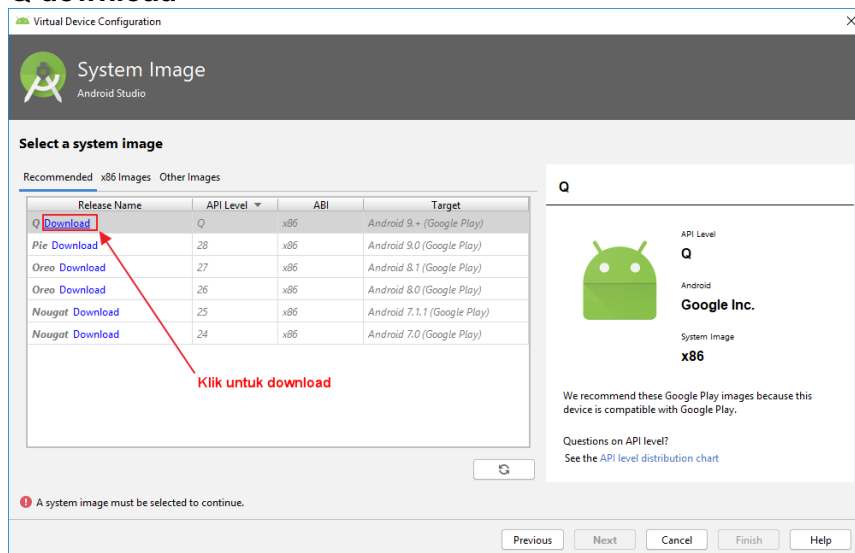 Q download
Virtual Device Configuration
System Image
Android Studio
Select a system image
Recommended x86 Images Other Images
Release Name API Level ABI Target
Q Download Q x86 Android 9.+ (Google Play)
Pie Download 28 x86 Android 9.0 (Google Play)
Oreo Download 27 x86 Android 8.1 (Google Play)
Oreo Download 26 x86 Android 8.0 (Google Play)
Nougat Download 25 x86 Android 7.1.1 (Google Play)
Nougat Download 24 x86 Android 7.0 (Google Play)
Klik untuk download
Q
API Level
Q
Android
Google Inc.
System Image
x86
We recommend these Google Play images because this
device is compatible with Google Play.
Questions on API level?
See the API level distribution chart
A system image must be selected to continue.
Previous Next Cancel Finish Help